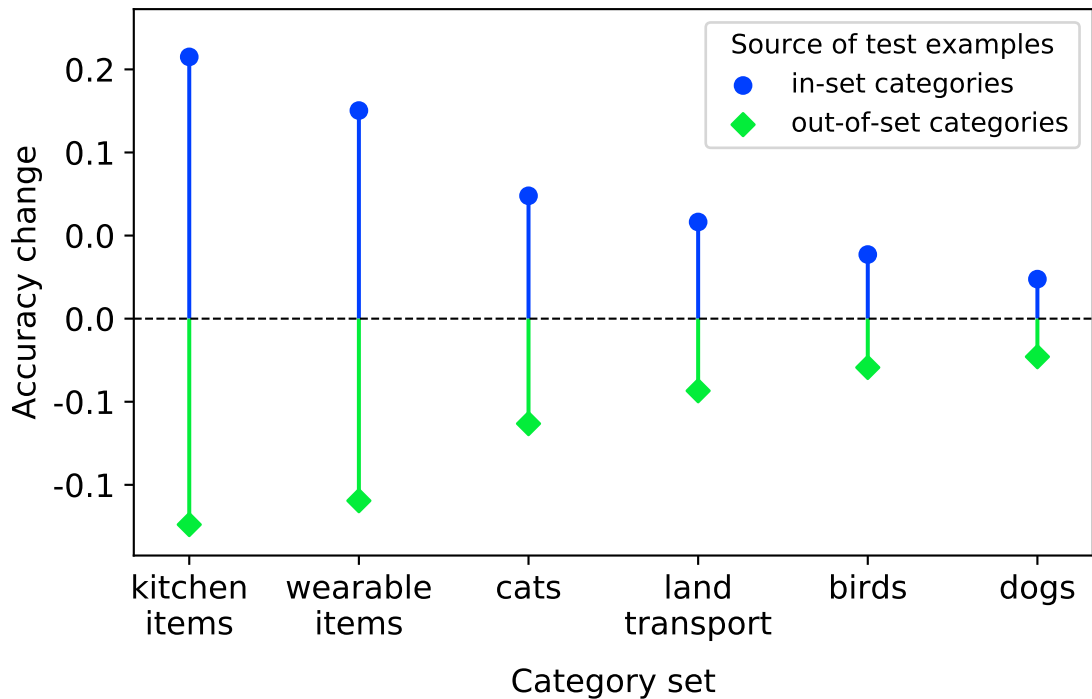 Source of test examples
in-set categories
out-of-set categories
Accuracy change
0.2
0.1
0.0
0.0
-0.1
-0.1
kitchen items
wearable items
cats
land transport
birds
dogs
Category set